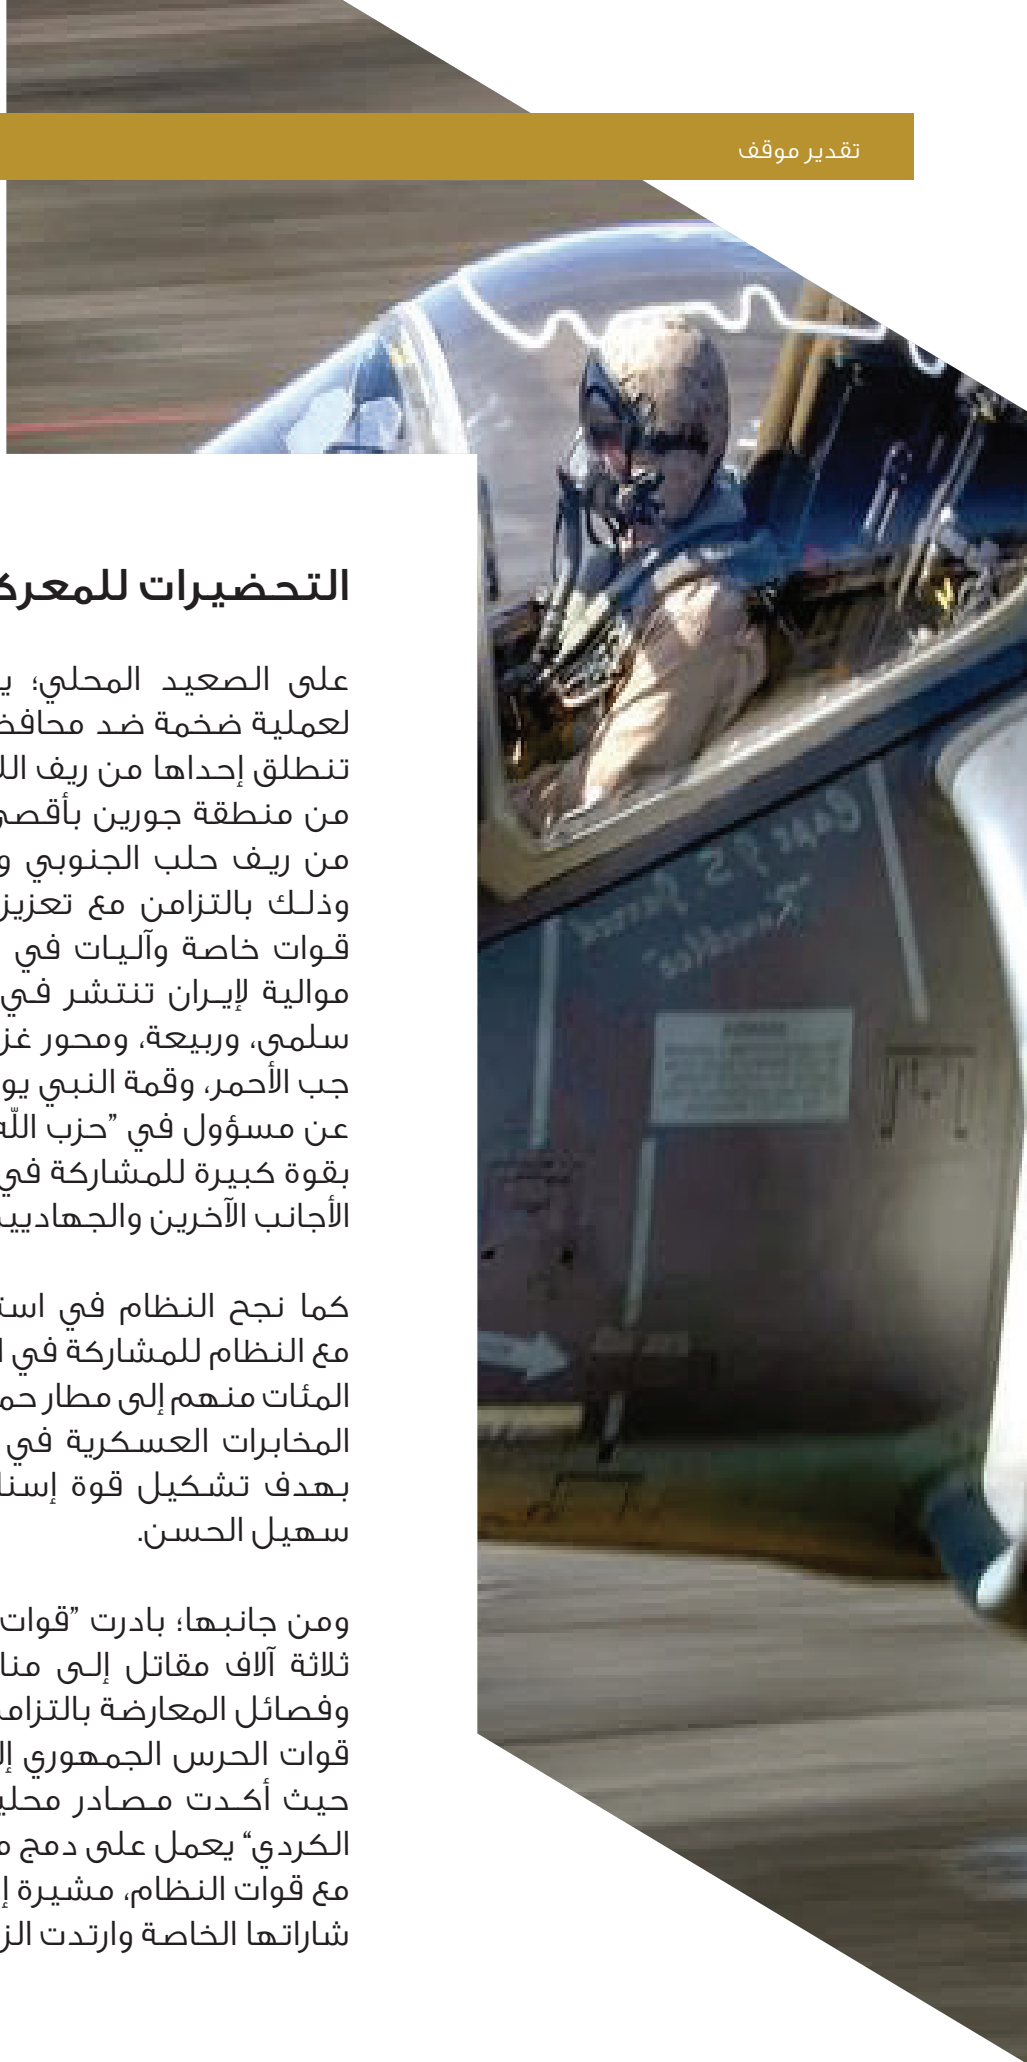 تقدير موقف
التحضيرات للمعرك
على الصعيد المحلي؛ ي
لعملية ضخمة ضد محافظ
تنطلق إحداها من ريف الل
من منطقة جورين بأقصى
من ريف حلب الجنوبي و
وذلك بالتزامن مع تعزيز
قوات خاصة وآليات في
موالية لإيران تنتشر في
سلمى، وربيعة، ومحور غز
جب الأحمر، وقمة النبي يو
عن مسؤول في "حزب الله
بقوة كبيرة للمشاركة في
الأجانب الآخرين والجهاديي
كما نجح النظام في است
مع النظام للمشاركة في ا
المئات منهم إلى مطار حم
المخابرات العسكرية في
بهدف تشكيل قوة إسنا
سهيل الحسن.
ومن جانبها؛ بادرت "قوات
ثلاثة آلاف مقاتل إلى منا
وفصائل المعارضة بالتزام
قوات الحرس الجمهوري إل
حيث أكدت مصادر محلي
الكردي" يعمل على دمج م
مع قوات النظام، مشيرة إ
شاراتها الخاصة وارتدت الز